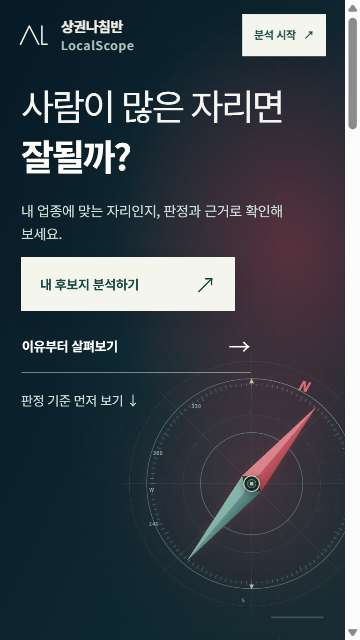 상권나침반
LocalScope
분석 시작 ↗
사람이 많은 자리면
잘될까?
내 업종에 맞는 자리인지, 판정과 근거로 확인해
보세요.
내 후보지 분석하기 ↗
이유부터 살펴보기 →
판정 기준 먼저 보기 ↓
N
330
300
W
240